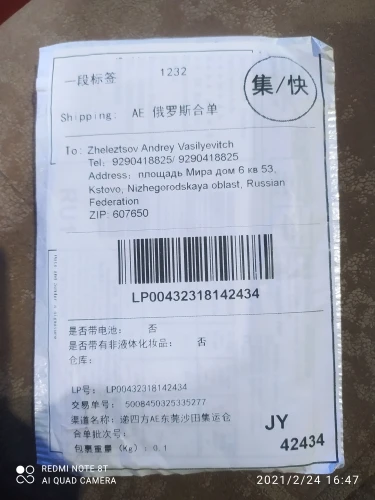 一段标签 1232
集/快
Shipping: AE 俄罗斯合单
To: Zheleztsov Andrey Vasilyevitch
Tel: 9290418825/ 9290418825
Address: площадь Мира дом 6 кв 53,
Kstovo, Nizhegorodskaya oblast, Russian
Federation
ZIP: 607650
LP00432318142434
是否带电池: 否
是否带有非液体化妆品: 否
仓库:
LP号: LP00432318142434
交易单号: 5008450325335277
渠道名称: 递四方AE东莞沙田集运仓
合单批次号:
包裹重量 (Kg): 0.1
JY
42434
REDMI NOTE 8T
AI QUAD CAMERA
2021/2/24 16:47